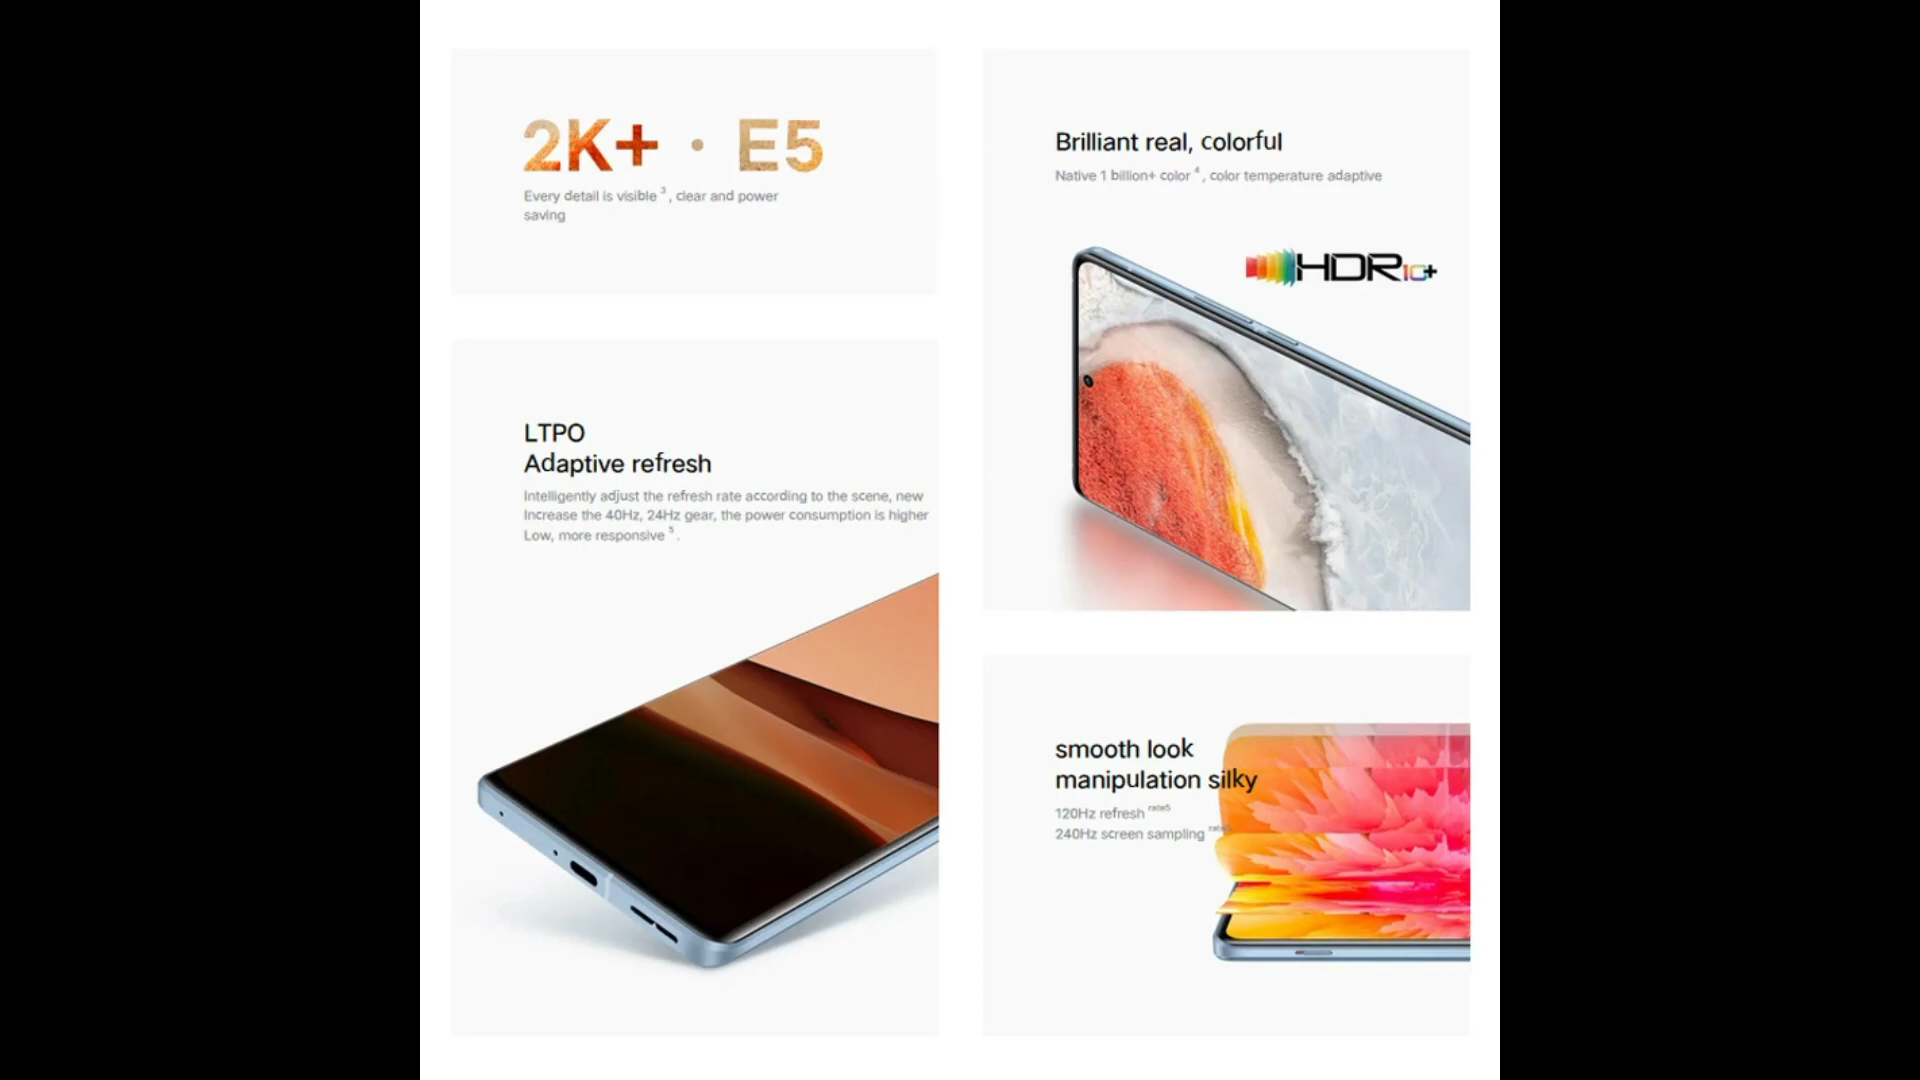 2K+ · E5
Every detail is visible 3 , clear and power
saving
LTPO
Adaptive refresh
Intelligently adjust the refresh rate according to the scene, new
Increase the 40Hz, 24Hz gear, the power consumption is higher
Low, more responsive 5 .
Brilliant real, colorful
Native 1 billion+ color 4 , color temperature adaptive
HDR10+
smooth look
manipulation silky
120Hz refresh rate5
240Hz screen sampling